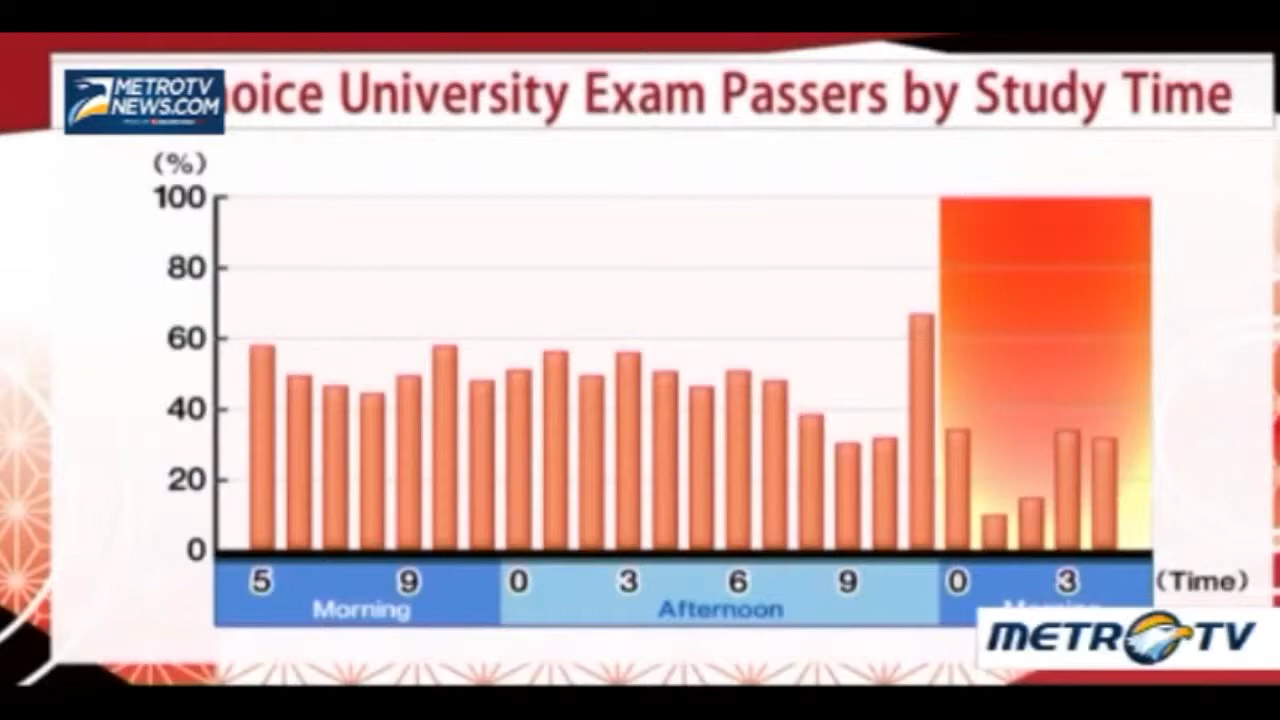 METROTV
NEWS.COM
University Exam Passers by Study Time
(%)
100
80
60
40
20
0
5 9 0 3 6 9 0 3 (Time)
Morning Afternoon
METRO TV